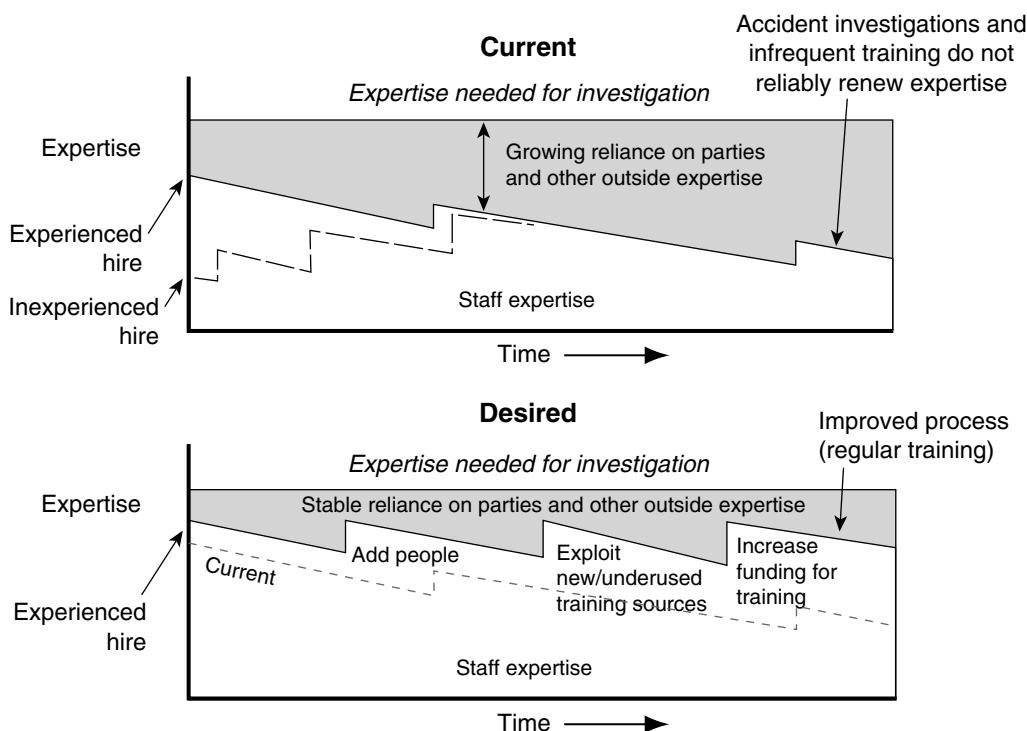 Current
Accident investigations and
infrequent training do not
reliably renew expertise
Expertise needed for investigation
Expertise
Growing reliance on parties
and other outside expertise
Experienced
hire
Inexperienced
hire
Staff expertise
Time
Desired
Improved process
(regular training)
Expertise needed for investigation
Expertise
Stable reliance on parties and other outside expertise
Current
Add people
Exploit
new/underused
training sources
Increase
funding for
training
Experienced
hire
Staff expertise
Time